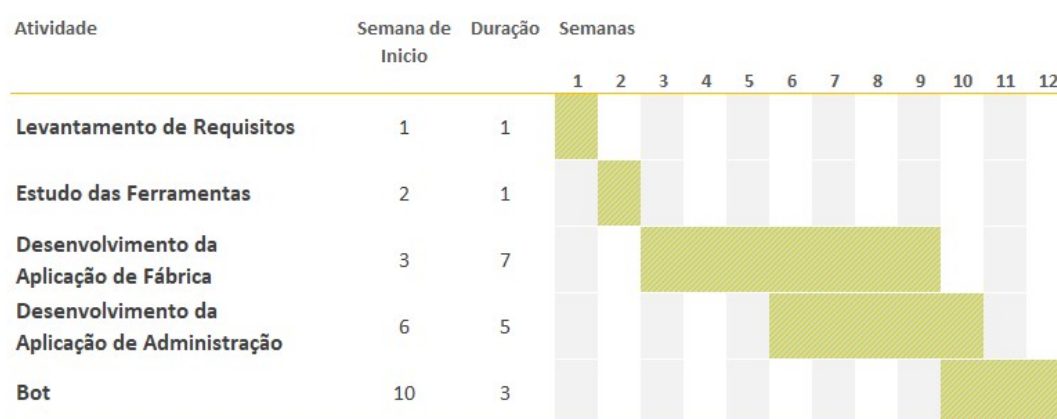 Atividade Semana de Inicio Duração Semanas
1 2 3 4 5 6 7 8 9 10 11 12
Levantamento de Requisitos 1 1
Estudo das Ferramentas 2 1
Desenvolvimento da
Aplicação de Fábrica 3 7
Desenvolvimento da
Aplicação de Administração 6 5
Bot 10 3